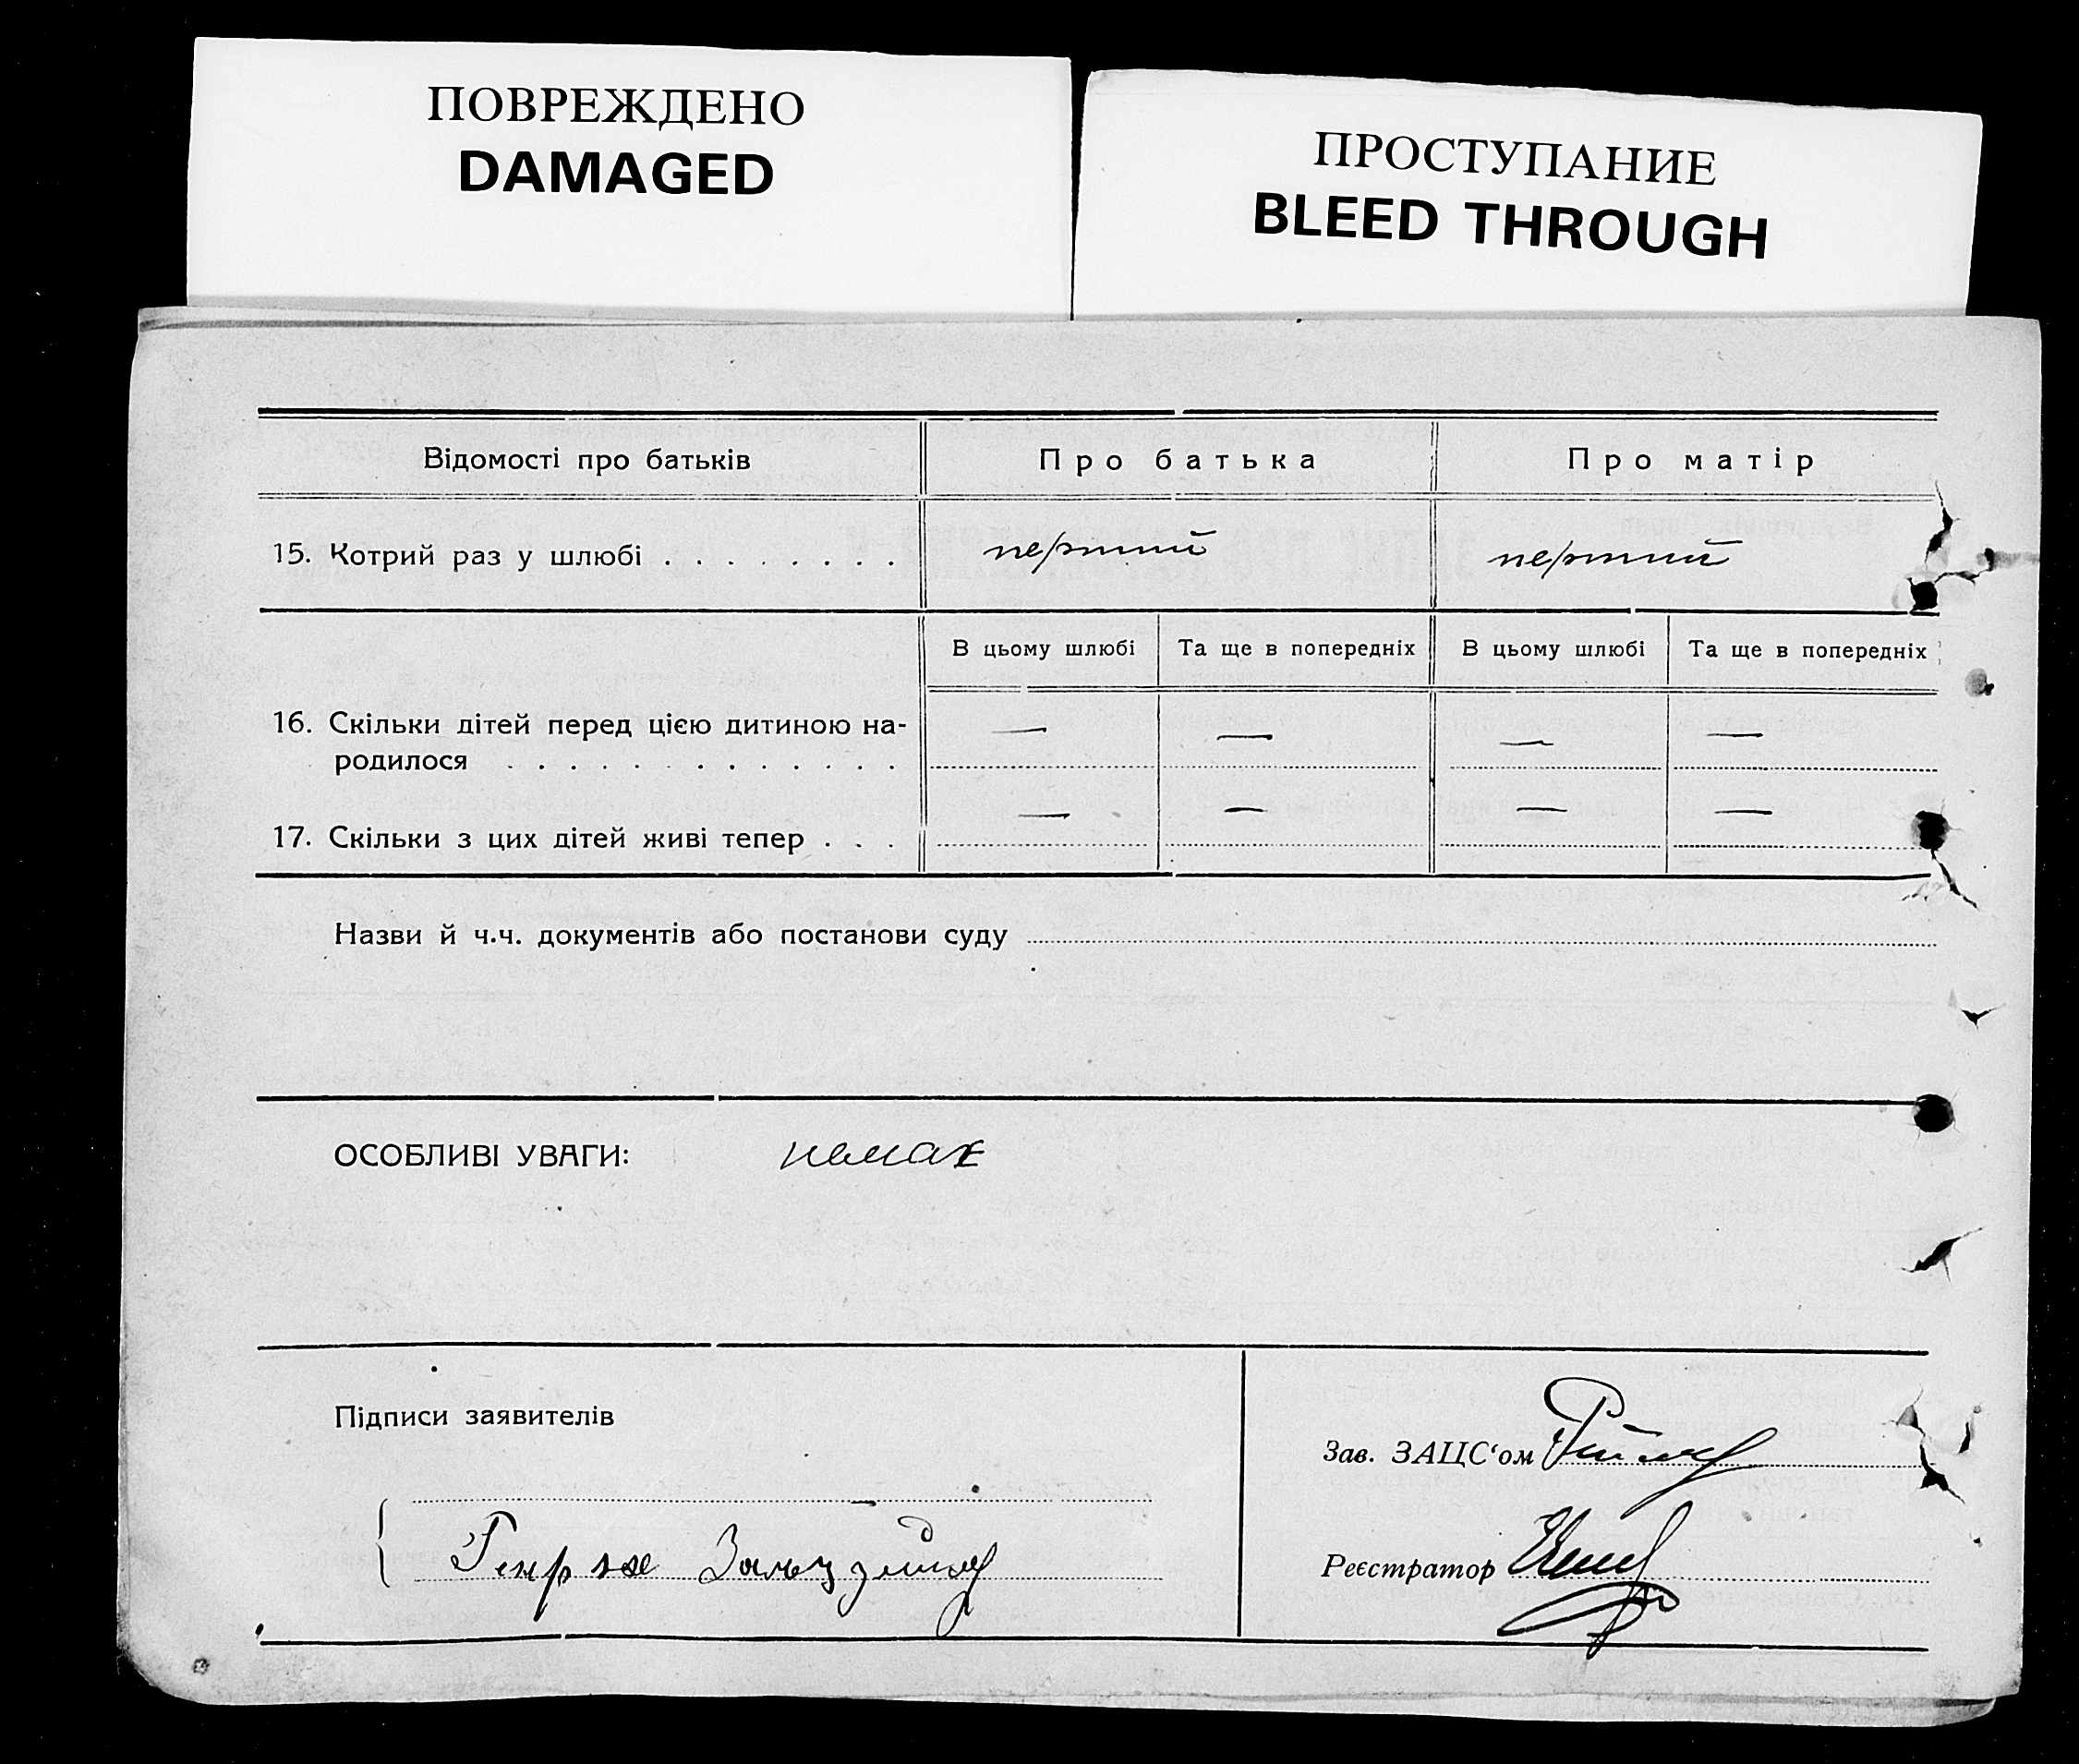 ПОВРЕЖДЕНО
DAMAGED
ПРОСТУПАНИЕ
BLEED THROUGH
Відомості про батьків Про батька Про матір
15. Котрий раз у шлюбі . . . . . . . . перший перший
В цьому шлюбі Та ще в попередніх В цьому шлюбі Та ще в попередніх
16. Скільки дітей перед цією дитиною на- — — — —
родилося . . . . . . . . . . . . .
17. Скільки з цих дітей живі тепер . . . — — — —
Назви й ч.ч. документів або постанови суду
ОСОБЛИВІ УВАГИ: немає
Підписи заявителів
Зав. ЗАЦС‘ом
Реєстратор